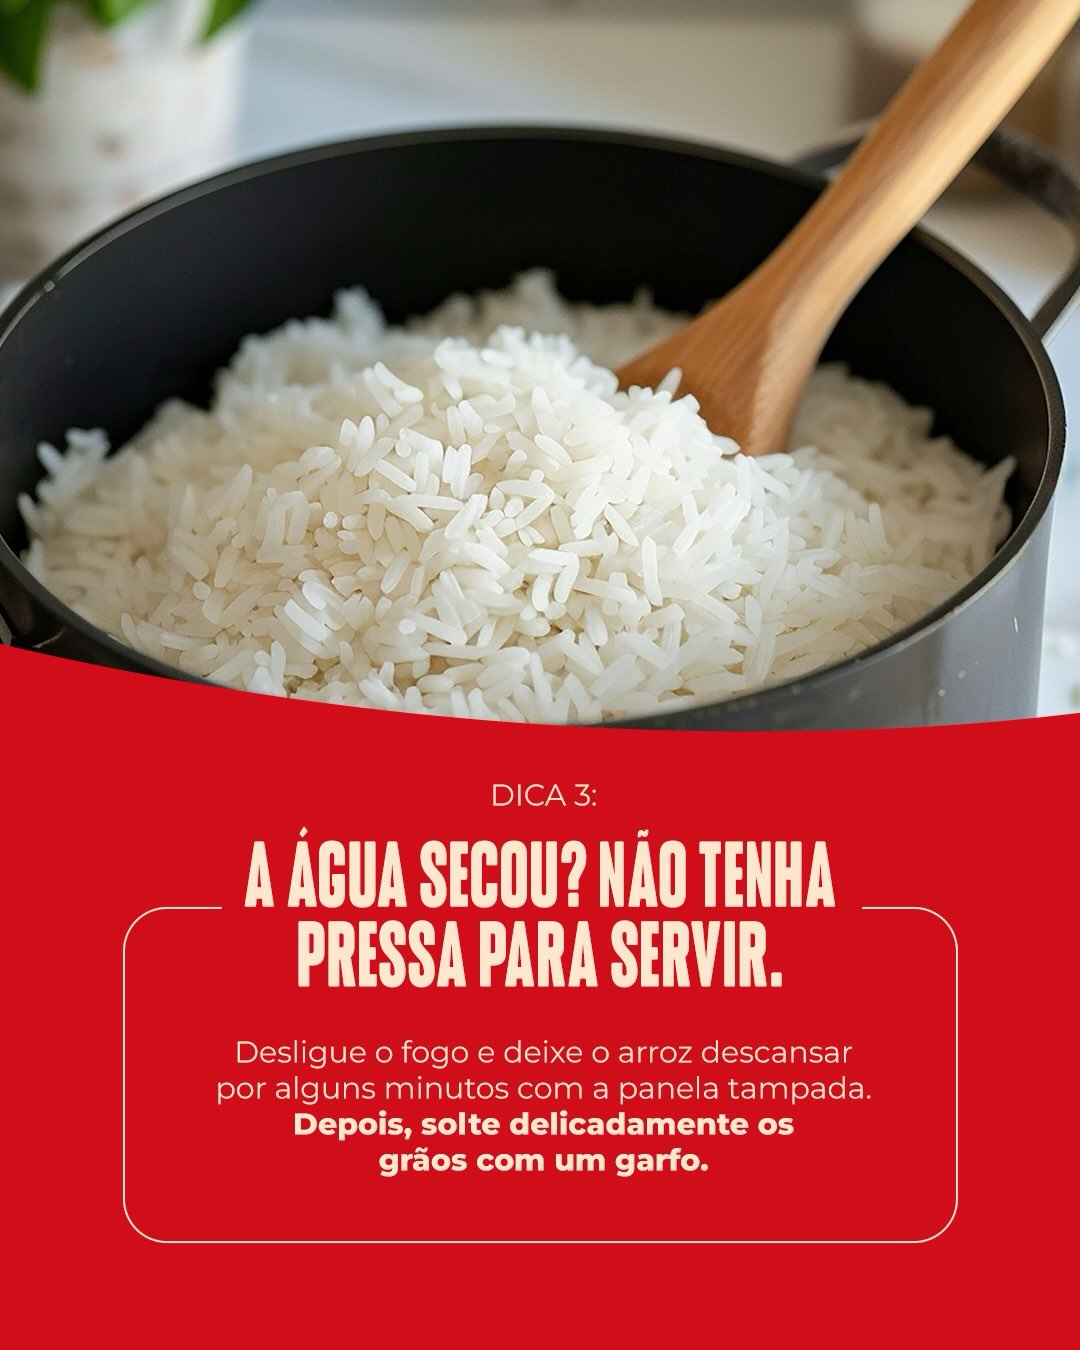 DICA 3:
A ÁGUA SECOU? NÃO TENHA
PRESSA PARA SERVIR.
Desligue o fogo e deixe o arroz descansar
por alguns minutos com a panela tampada.
Depois, solte delicadamente os
grãos com um garfo.